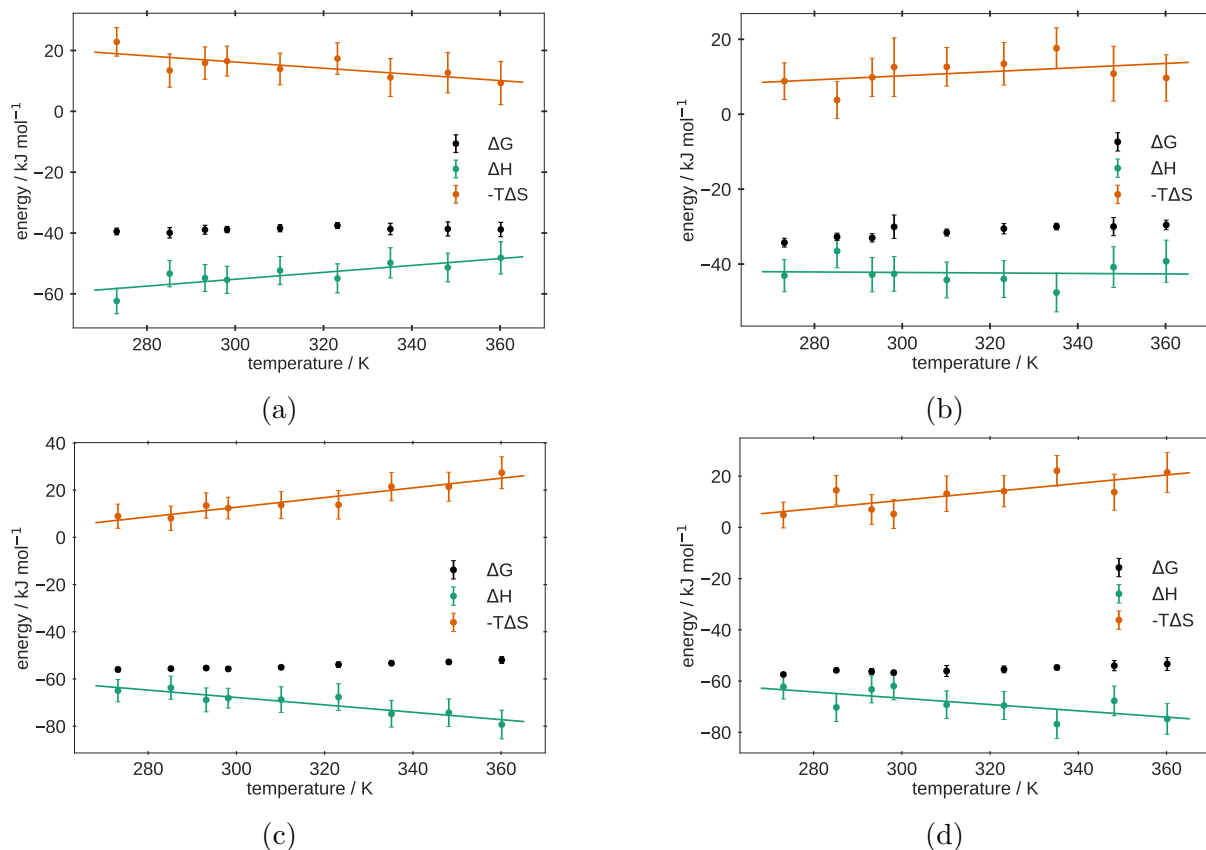 20
0
−20
−40
−60
energy / kJ mol⁻¹
ΔG
ΔH
-TΔS
280 300 320 340 360
temperature / K
(a)
20
0
−20
−40
energy / kJ mol⁻¹
ΔG
ΔH
-TΔS
280 300 320 340 360
temperature / K
(b)
40
20
0
−20
−40
−60
−80
energy / kJ mol⁻¹
ΔG
ΔH
-TΔS
280 300 320 340 360
temperature / K
(c)
20
0
−20
−40
−60
−80
energy / kJ mol⁻¹
ΔG
ΔH
-TΔS
280 300 320 340 360
temperature / K
(d)